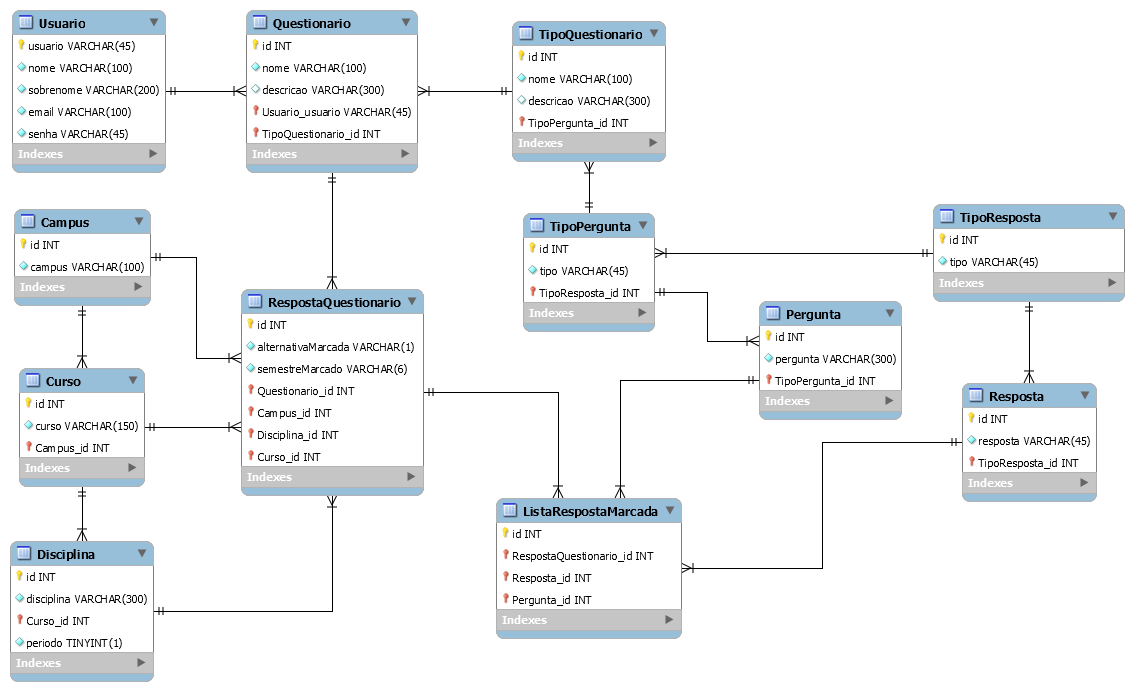 Usuario
usuario VARCHAR(45)
nome VARCHAR(100)
sobrenome VARCHAR(200)
email VARCHAR(100)
senha VARCHAR(45)
Indexes
Questionario
id INT
nome VARCHAR(100)
descricao VARCHAR(300)
Usuario_usuario VARCHAR(45)
TipoQuestionario_id INT
Indexes
TipoQuestionario
id INT
nome VARCHAR(100)
descricao VARCHAR(300)
TipoPergunta_id INT
Indexes
Campus
id INT
campus VARCHAR(100)
Indexes
TipoPergunta
id INT
tipo VARCHAR(45)
TipoResposta_id INT
Indexes
TipoResposta
id INT
tipo VARCHAR(45)
Indexes
RespostaQuestionario
id INT
alternativaMarcada VARCHAR(1)
semestreMarcado VARCHAR(6)
Questionario_id INT
Campus_id INT
Disciplina_id INT
Curso_id INT
Indexes
Pergunta
id INT
pergunta VARCHAR(300)
TipoPergunta_id INT
Indexes
Curso
id INT
curso VARCHAR(150)
Campus_id INT
Indexes
Resposta
id INT
resposta VARCHAR(45)
TipoResposta_id INT
Indexes
ListaRespostaMarcada
id INT
RespostaQuestionario_id INT
Resposta_id INT
Pergunta_id INT
Indexes
Disciplina
id INT
disciplina VARCHAR(300)
Curso_id INT
periodo TINYINT(1)
Indexes